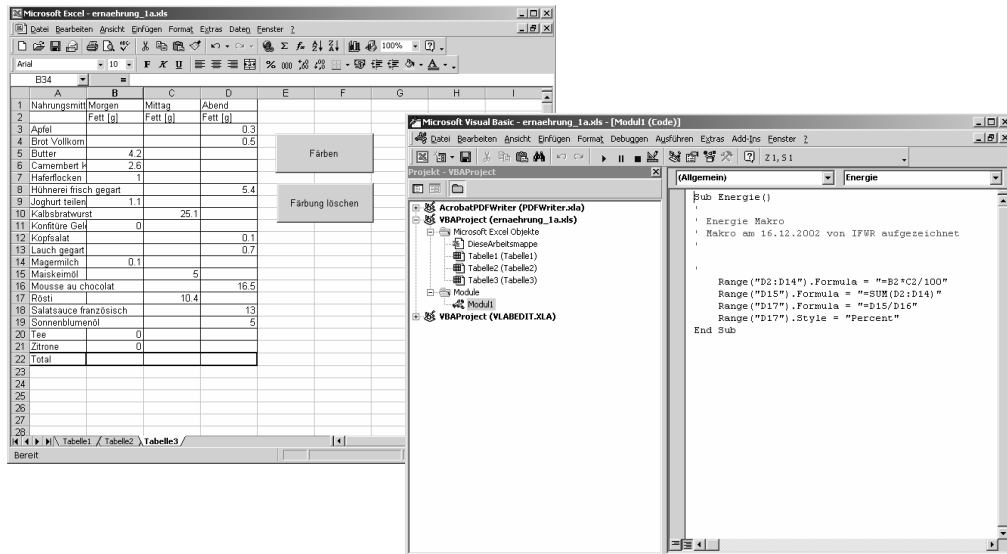 Microsoft Excel - ernaehrung_1a.xls
Datei Bearbeiten Ansicht Einfügen Format Extras Daten Fenster ?
100%
Arial 10 F K U % 000
B34 =
A B C D E F G H I
1 Nahrungsmitt Morgen Mittag Abend
2 Fett [g] Fett [g] Fett [g]
3 Apfel 0.3
4 Brot Vollkorn 0.5
5 Butter 4.2
6 Camembert K 2.6
7 Haferflocken 1
8 Hühnerei frisch gegart 5.4
9 Joghurt teilen 1.1
10 Kalbsbratwurst 25.1
11 Konfitüre Gel 0
12 Kopfsalat 0.1
13 Lauch gegart 0.7
14 Magermilch 0.1
15 Maiskeimöl 5
16 Mousse au chocolat 16.5
17 Rösti 10.4
18 Salatsauce französisch 13
19 Sonnenblumenöl 5
20 Tee 0
21 Zitrone 0
22 Total
23
24
25
26
27
28
Färben
Färbung löschen
Tabelle1 Tabelle2 Tabelle3
Bereit
Microsoft Visual Basic - ernaehrung_1a.xls - [Modul1 (Code)]
Datei Bearbeiten Ansicht Einfügen Format Debuggen Ausführen Extras Add-Ins Fenster ?
Z 1, S 1
Projekt - VBAProject
AcrobatPDFWriter (PDFWriter.xla)
VBAProject (ernaehrung_1a.xls)
Microsoft Excel Objekte
DieseArbeitsmappe
Tabelle1 (Tabelle1)
Tabelle2 (Tabelle2)
Tabelle3 (Tabelle3)
Module
Modul1
VBAProject (VLABEDIT.XLA)
(Allgemein) Energie
Sub Energie()
'
' Energie Makro
' Makro am 16.12.2002 von IFWR aufgezeichnet
'
'
Range("D2:D14").Formula = "=B2*C2/100"
Range("D15").Formula = "=SUM(D2:D14)"
Range("D17").Formula = "=D15/D16"
Range("D17").Style = "Percent"
End Sub